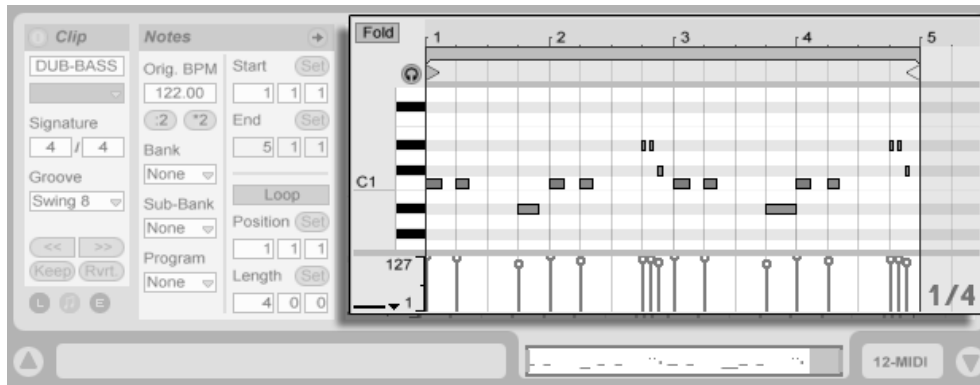 Clip
DUB-BASS
Signature
4 / 4
Groove
Swing 8
<< >>
Keep Rvrt.
L E
Notes
Orig. BPM
122.00
:2 *2
Bank
None
Sub-Bank
None
Program
None
Start Set
1 1 1
End Set
5 1 1
Loop
Position Set
1 1 1
Length Set
4 0 0
Fold
1 2 3 4 5
C1
127
1
1/4
12-MIDI